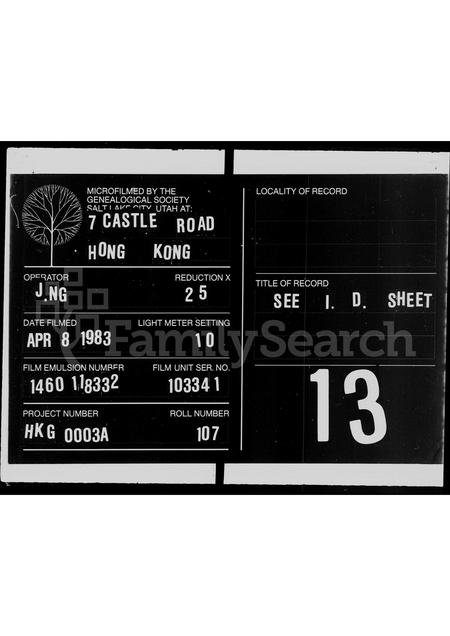 MICROFILMED BY THE
GENEALOGICAL SOCIETY
SALT LAKE CITY, UTAH AT:
7 CASTLE ROAD
HONG KONG
OPERATOR REDUCTION X
J.NG 25
DATE FILMED LIGHT METER SETTING
APR 8 1983 10
FILM EMULSION NUMBER FILM UNIT SER. NO.
1460 118332 103341
PROJECT NUMBER ROLL NUMBER
HKG 0003A 107
LOCALITY OF RECORD
TITLE OF RECORD
SEE I. D. SHEET
13
FamilySearch